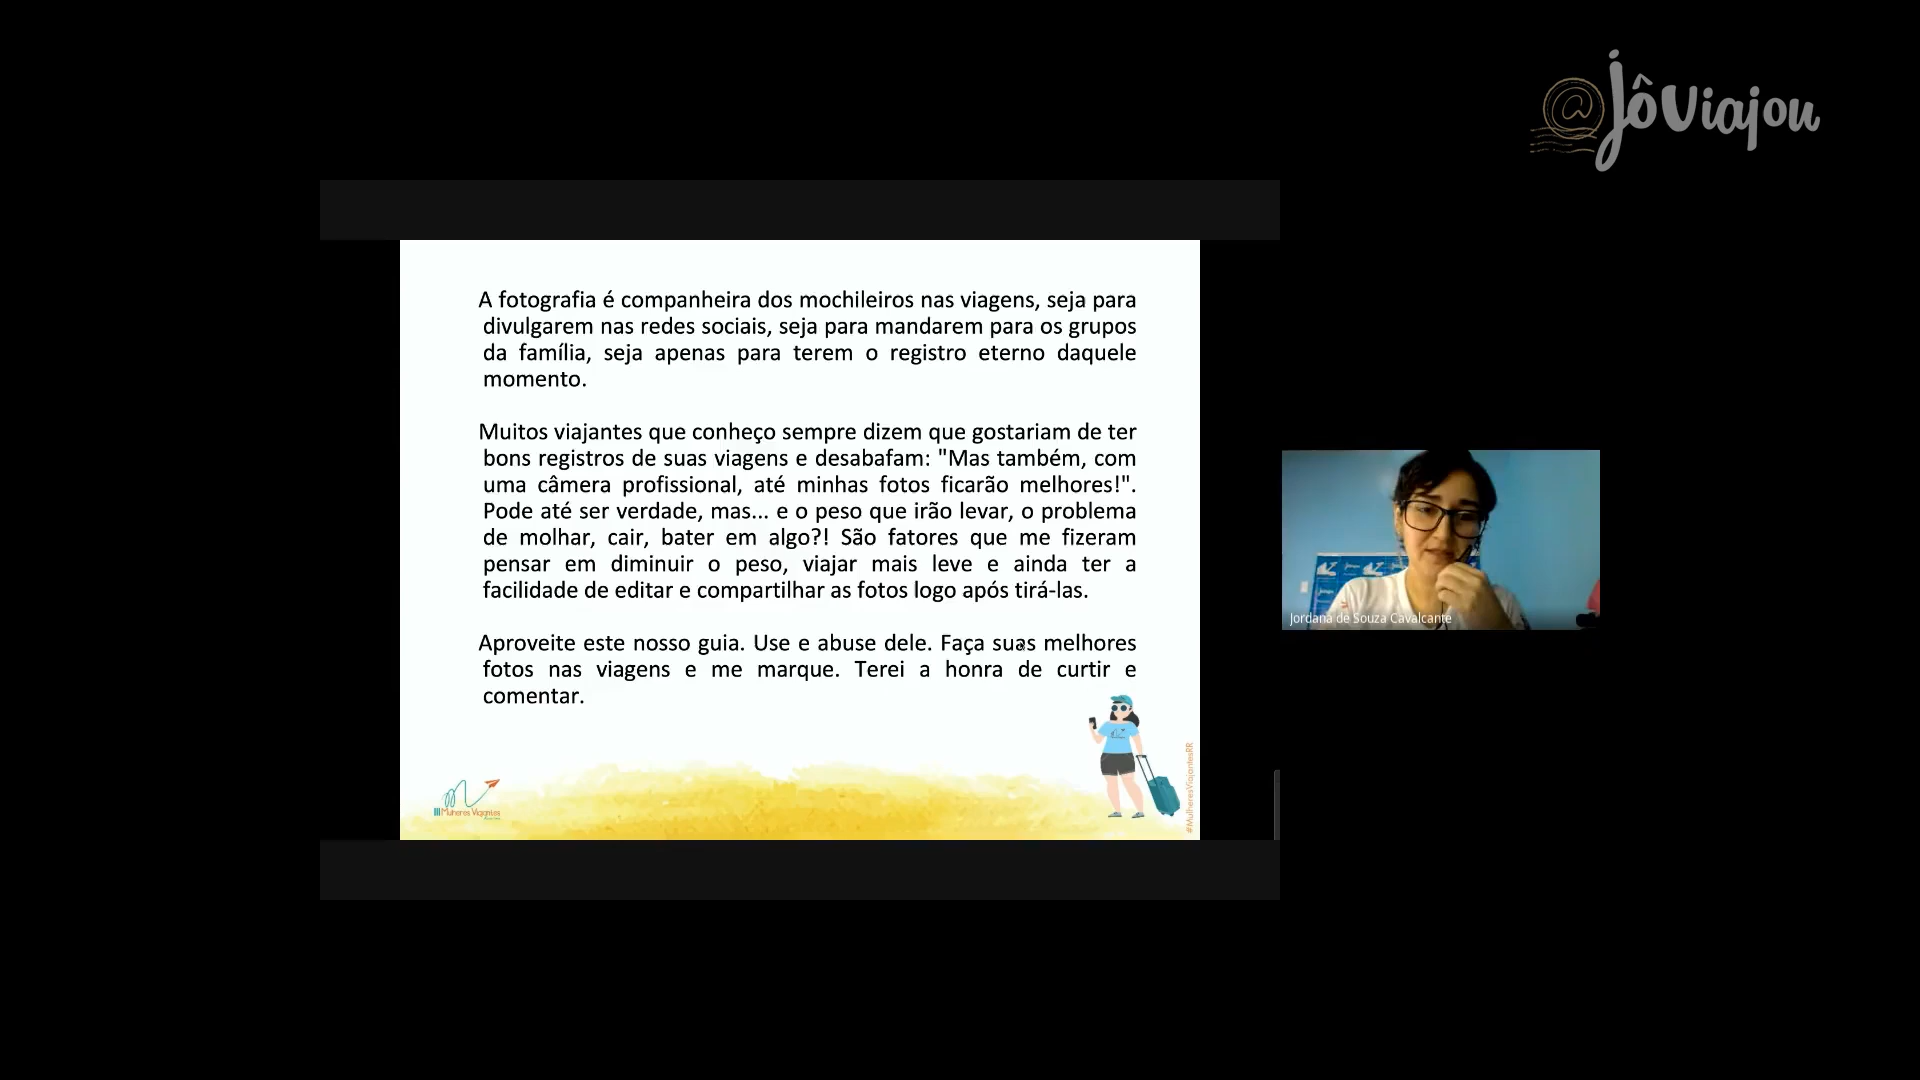 @jôviajou
A fotografia é companheira dos mochileiros nas viagens, seja para
divulgarem nas redes sociais, seja para mandarem para os grupos
da família, seja apenas para terem o registro eterno daquele
momento.
Muitos viajantes que conheço sempre dizem que gostariam de ter
bons registros de suas viagens e desabafam: "Mas também, com
uma câmera profissional, até minhas fotos ficarão melhores!".
Pode até ser verdade, mas... e o peso que irão levar, o problema
de molhar, cair, bater em algo?! São fatores que me fizeram
pensar em diminuir o peso, viajar mais leve e ainda ter a
facilidade de editar e compartilhar as fotos logo após tirá-las.
Aproveite este nosso guia. Use e abuse dele. Faça suas melhores
fotos nas viagens e me marque. Terei a honra de curtir e
comentar.
Mulheres Viajantes
#MulheresViajantesRR
Jordana de Souza Cavalcante